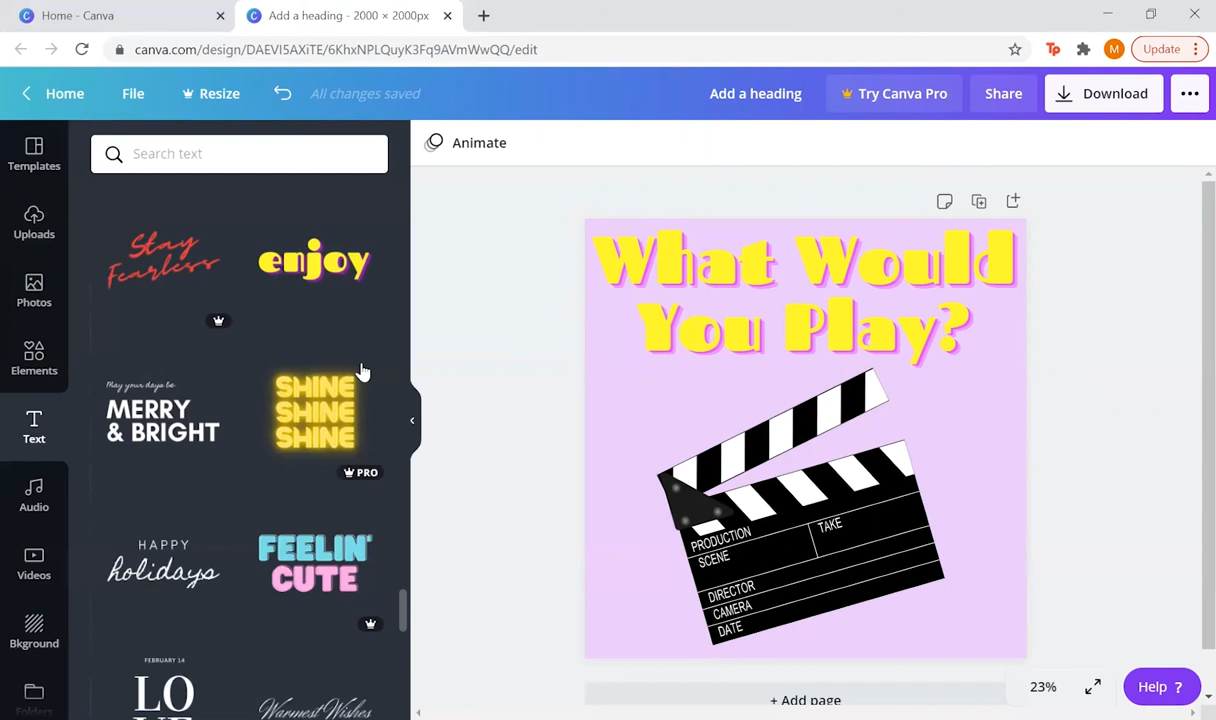 Home - Canva
Add a heading - 2000 × 2000px
canva.com/design/DAEVI5AXiTE/6KhxNPLQuyK3Fq9AVmWwQQ/edit
Tp
M
Update
Home
File
Resize
All changes saved
Add a heading
Try Canva Pro
Share
Download
Templates
Uploads
Photos
Elements
Text
Audio
Videos
Bkground
Folders
Search text
Animate
Stay
Fearless
enjoy
May your days be
MERRY
& BRIGHT
SHINE
SHINE
SHINE
PRO
HAPPY
holidays
FEELIN'
CUTE
FEBRUARY 14
LO
VE
Warmest Wishes
What Would
You Play?
PRODUCTION
TAKE
SCENE
DIRECTOR
CAMERA
DATE
+ Add page
23%
Help ?